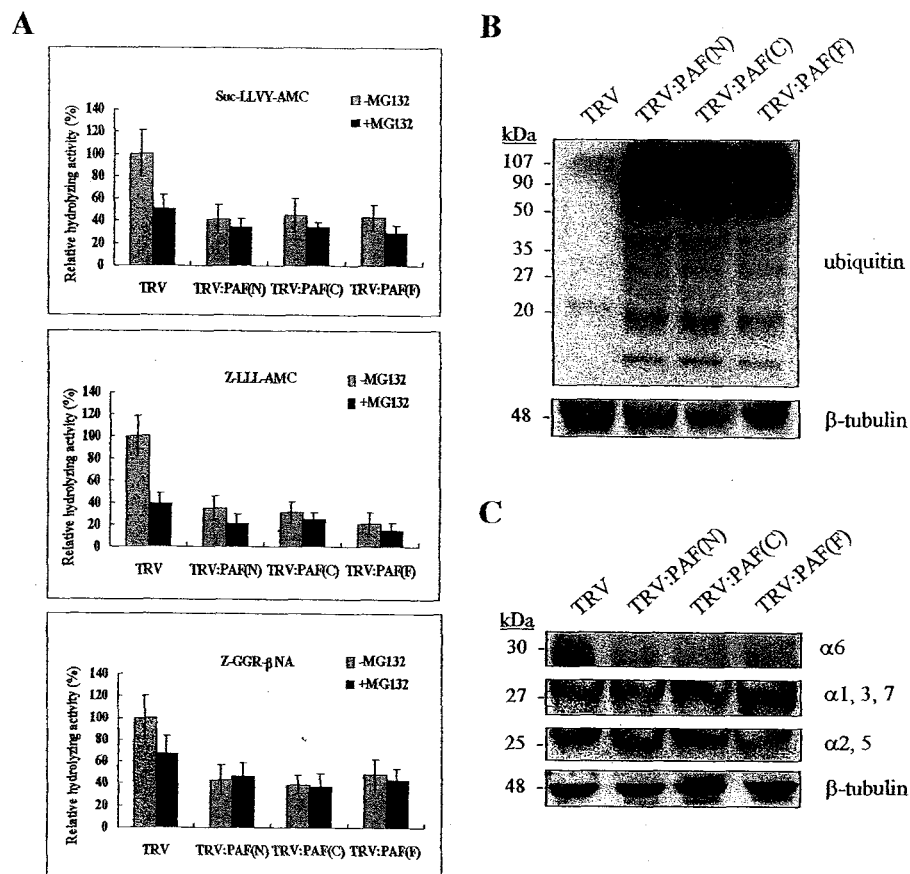 A
Suc-LLVY-AMC
Relative hydrolyzing activity (%)
140
120
100
80
60
40
20
0
-MG132
+MG132
TRV TRV:PAF(N) TRV:PAF(C) TRV:PAF(F)
Z-LLL-AMC
Relative hydrolyzing activity (%)
140
120
100
80
60
40
20
0
-MG132
+MG132
TRV TRV:PAF(N) TRV:PAF(C) TRV:PAF(F)
Z-GGR-βNA
Relative hydrolyzing activity (%)
140
120
100
80
60
40
20
0
-MG132
+MG132
TRV TRV:PAF(N) TRV:PAF(C) TRV:PAF(F)
B
TRV TRV:PAF(N) TRV:PAF(C) TRV:PAF(F)
kDa
107
90
50
35
27
20
ubiquitin
48
β-tubulin
C
TRV TRV:PAF(N) TRV:PAF(C) TRV:PAF(F)
kDa
30 α6
27 α1, 3, 7
25 α2, 5
48 β-tubulin